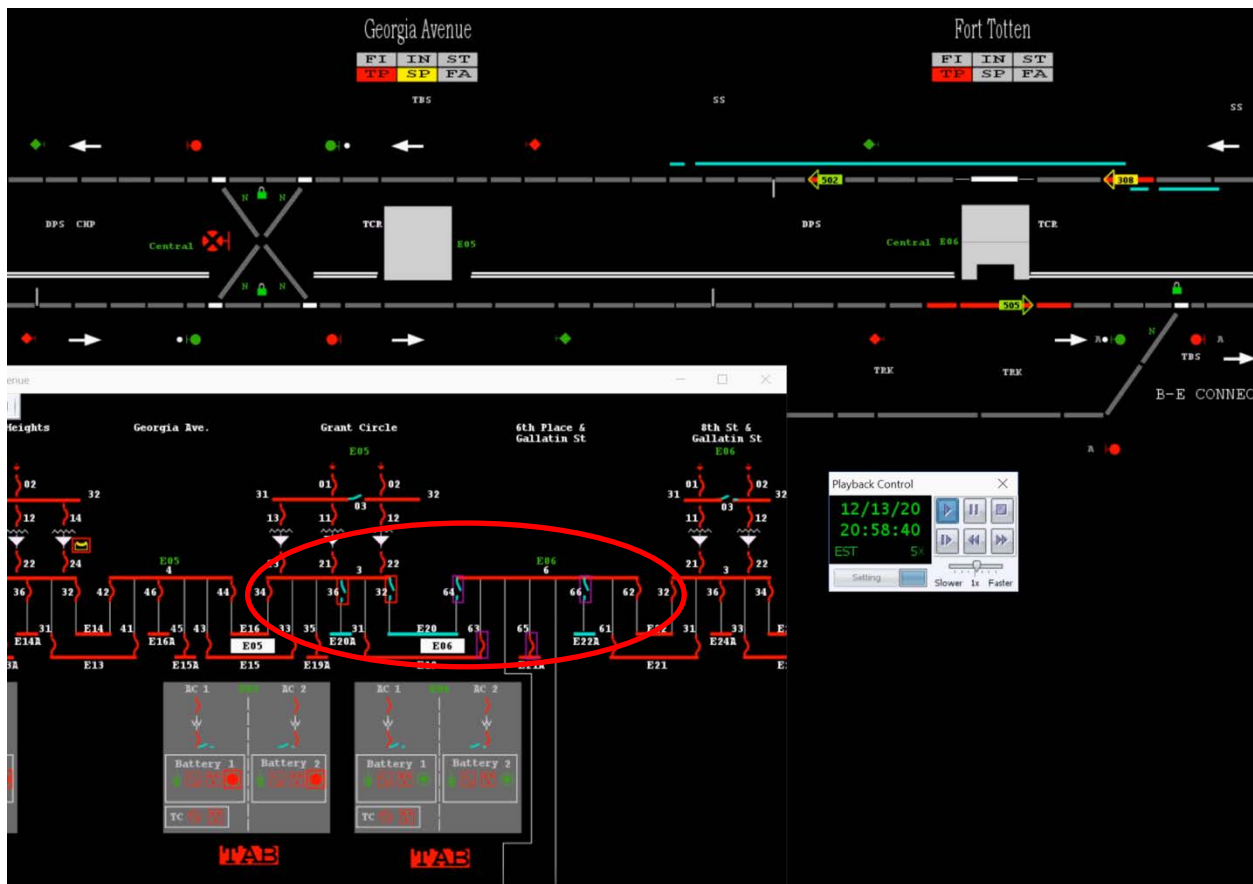 Georgia Avenue Fort Totten
FI IN ST FI IN ST
TP SP FA TP SP FA
TBS SS SS
502 308
N N
DPS CHP TCR DPS TCR
Central E05 Central E06
N N
505
N
A A
TBS
TRK TRK
B-E CONNEC
A
enue
Heights Georgia Ave. Grant Circle 6th Place & 8th St &
Gallatin St Gallatin St
E05 E06
02 01 02 01 02
32 31 32 31 32
03 03
12 14 13 11 12 11 12
22 24 23 21 22 21 22
E05 E06
4 3 6 3
36 32 42 46 44 34 36 32 64 66 62 32 36 34
31 E14 41 45 43 E16 33 35 E20A 31 E20 63 65 E22A 61 E22 31 33
E14A E16A E05 E06 E24A
E13 E15A E15 E19A E21
AC 1 AC 2 AC 1 AC 2
Battery 1 Battery 2 Battery 1 Battery 2
TC TC
TAB TAB
Playback Control
12/13/20
20:58:40
EST 5x
Setting Slower 1x Faster